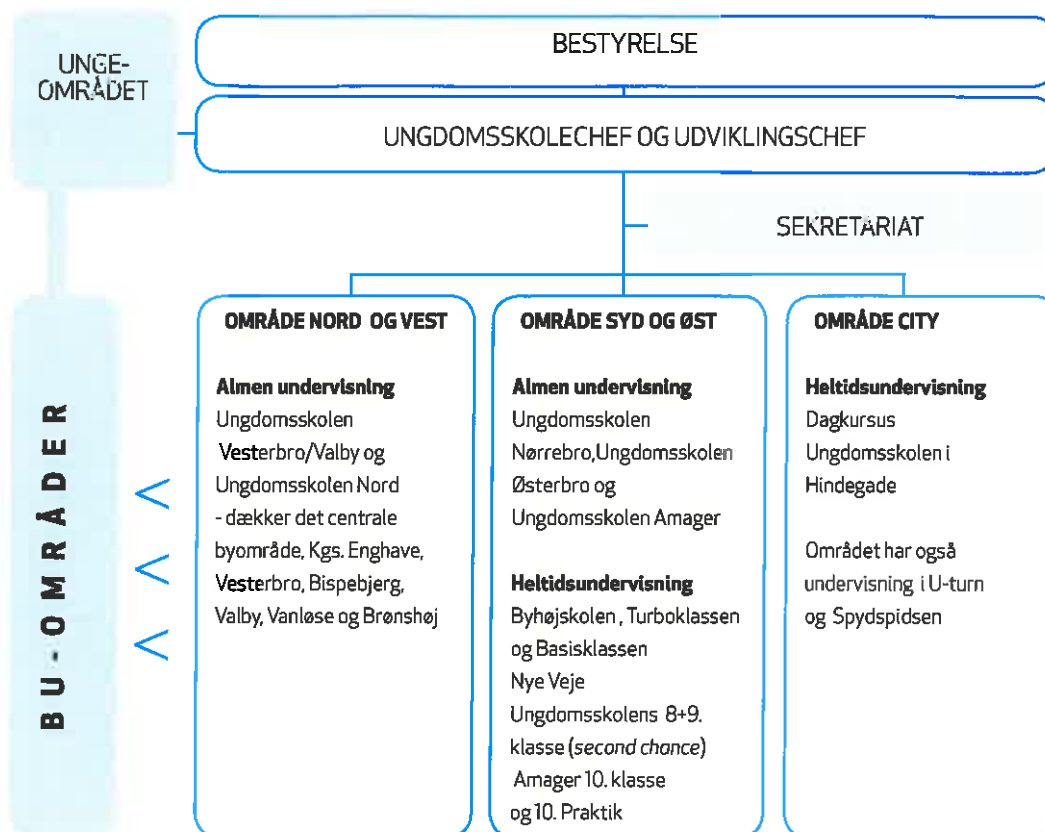 UNGE-
OMRÅDET
BESTYRELSE
UNGDOMSSKOLECHEF OG UDVIKLINGSCHEF
SEKRETARIAT
BU-OMRÅDER
<
<
<
OMRÅDE NORD OG VEST
Almen undervisning
Ungdomsskolen
Vesterbro/Valby og
Ungdomsskolen Nord
- dækker det centrale
byområde, Kgs. Enghave,
Vesterbro, Bispebjerg,
Valby, Vanløse og Brønshøj
OMRÅDE SYD OG ØST
Almen undervisning
Ungdomsskolen
Nørrebro,Ungdomsskolen
Østerbro og
Ungdomsskolen Amager
Heltidsundervisning
Byhøjskolen , Turboklassen
og Basisklassen
Nye Veje
Ungdomsskolens 8+9.
klasse (second chance)
Amager 10. klasse
og 10. Praktik
OMRÅDE CITY
Heltidsundervisning
Dagkursus
Ungdomsskolen i
Hindegade
Området har også
undervisning i U-turn
og Spydspidsen